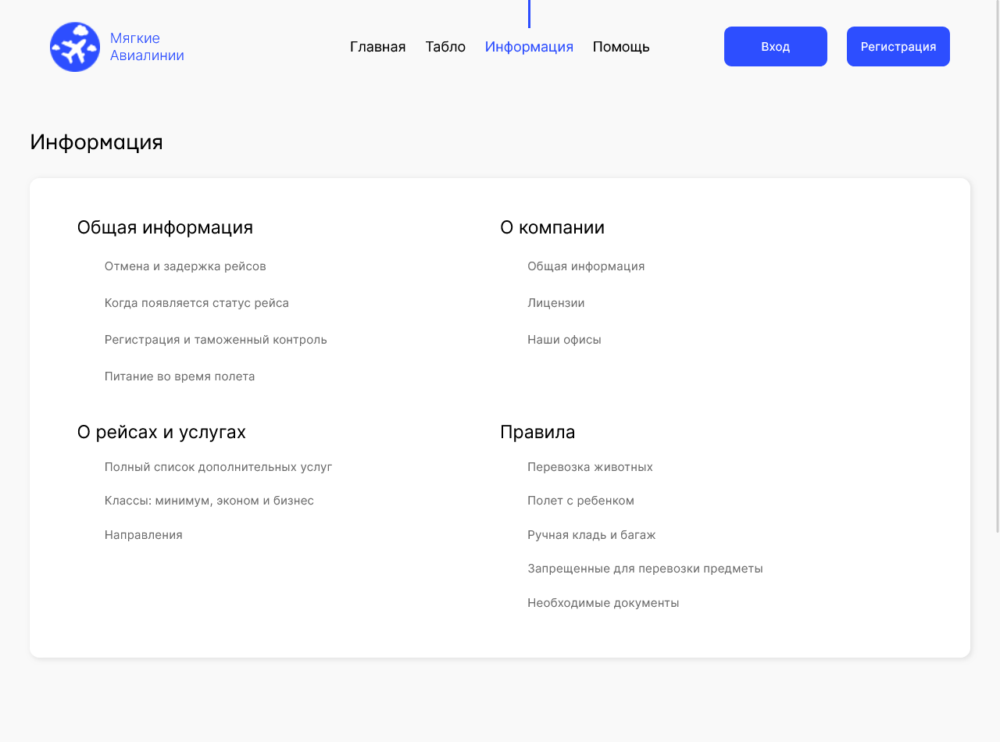 Мягкие
Авиалинии
Главная Табло Информация Помощь
Вход
Регистрация
Информация
Общая информация
Отмена и задержка рейсов
Когда появляется статус рейса
Регистрация и таможенный контроль
Питание во время полета
О компании
Общая информация
Лицензии
Наши офисы
О рейсах и услугах
Полный список дополнительных услуг
Классы: минимум, эконом и бизнес
Направления
Правила
Перевозка животных
Полет с ребенком
Ручная кладь и багаж
Запрещенные для перевозки предметы
Необходимые документы